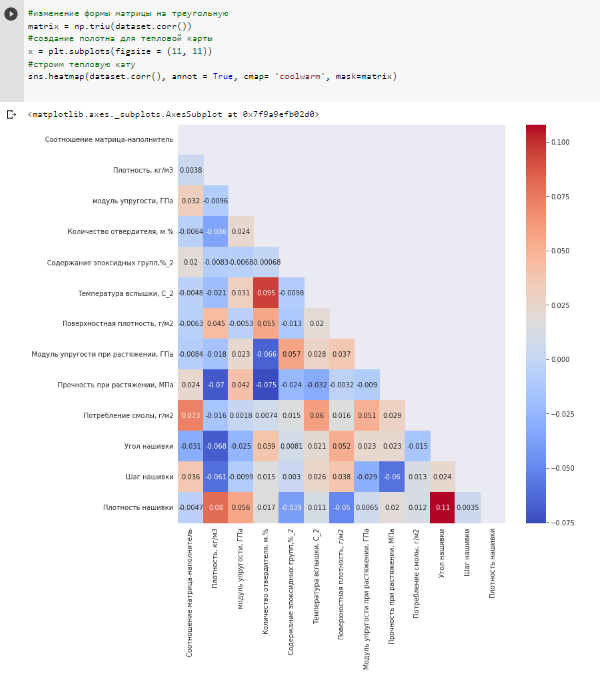 #изменение формы матрицы на треугольную
matrix = np.triu(dataset.corr())
#создание полотна для тепловой карты
x = plt.subplots(figsize = (11, 11))
#строим тепловую кату
sns.heatmap(dataset.corr(), annot = True, cmap= 'coolwarm', mask=matrix)
<matplotlib.axes._subplots.AxesSubplot at 0x7f9a9efb02d0>
Соотношение матрица-наполнитель
Плотность, кг/м3 0.0038
модуль упругости, ГПа 0.032 -0.0096
Количество отвердителя, м.% -0.0064 -0.036 0.024
Содержание эпоксидных групп,%_2 0.02 -0.0083 -0.0068 0.00068
Температура вспышки, С_2 -0.0048 -0.021 0.031 0.095 -0.0098
Поверхностная плотность, г/м2 -0.0063 0.045 -0.0053 0.055 -0.013 0.02
Модуль упругости при растяжении, ГПа -0.0084 -0.018 0.023 -0.066 0.057 0.028 0.037
Прочность при растяжении, МПа 0.024 -0.07 0.042 -0.075 -0.024 -0.032 -0.0032 -0.009
Потребление смолы, г/м2 0.073 -0.016 0.0018 0.0074 0.015 0.06 0.016 0.051 0.029
Угол нашивки -0.031 -0.068 -0.025 0.039 0.0081 0.021 0.052 0.023 0.023 -0.015
Шаг нашивки 0.036 -0.061 -0.0099 0.015 0.003 0.026 0.038 -0.029 -0.06 0.013 0.024
Плотность нашивки -0.0047 0.08 0.056 0.017 -0.039 0.011 -0.05 0.0065 0.02 0.012 0.11 0.0035
Соотношение матрица-наполнитель
Плотность, кг/м3
модуль упругости, ГПа
Количество отвердителя, м.%
Содержание эпоксидных групп,%_2
Температура вспышки, С_2
Поверхностная плотность, г/м2
Модуль упругости при растяжении, ГПа
Прочность при растяжении, МПа
Потребление смолы, г/м2
Угол нашивки
Шаг нашивки
Плотность нашивки
0.100
0.075
0.050
0.025
0.000
−0.025
−0.050
−0.075